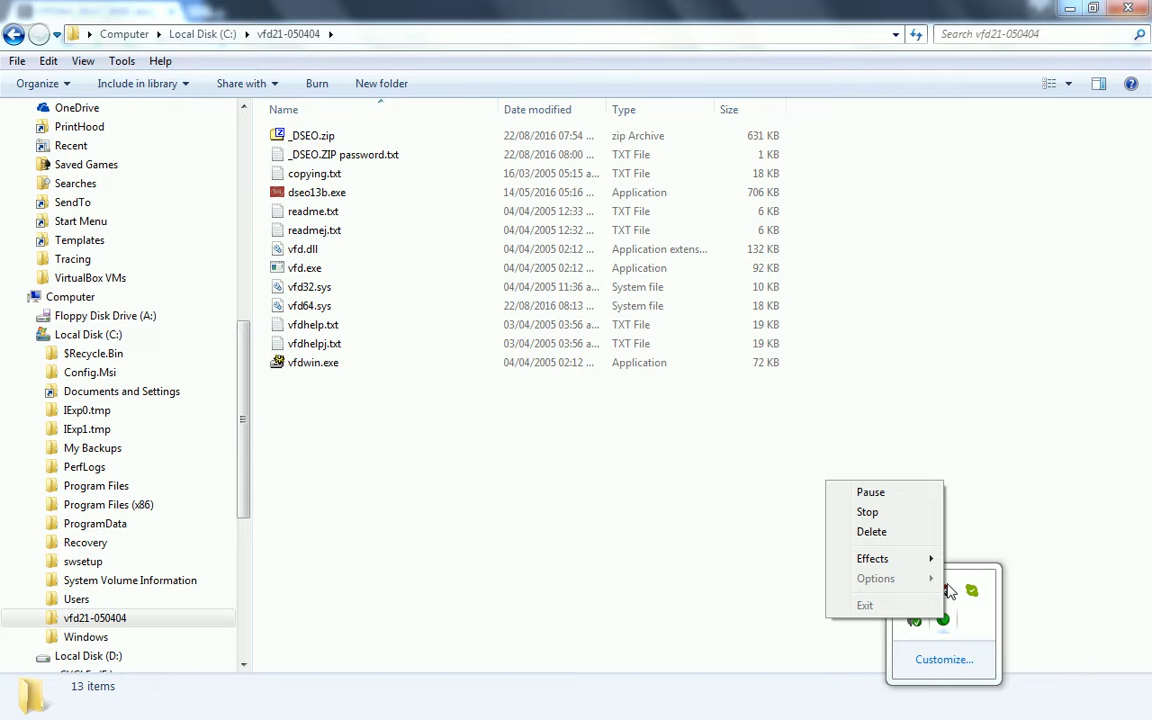 Computer Local Disk (C:) vfd21-050404
Search vfd21-050404
File Edit View Tools Help
Organize Include in library Share with Burn New folder
OneDrive
PrintHood
Recent
Saved Games
Searches
SendTo
Start Menu
Templates
Tracing
VirtualBox VMs
Computer
Floppy Disk Drive (A:)
Local Disk (C:)
$Recycle.Bin
Config.Msi
Documents and Settings
IExp0.tmp
IExp1.tmp
My Backups
PerfLogs
Program Files
Program Files (x86)
ProgramData
Recovery
swsetup
System Volume Information
Users
vfd21-050404
Windows
Local Disk (D:)
Name Date modified Type Size
_DSEO.zip 22/08/2016 07:54 ... zip Archive 631 KB
_DSEO.ZIP password.txt 22/08/2016 08:00 ... TXT File 1 KB
copying.txt 16/03/2005 05:15 a... TXT File 18 KB
dseo13b.exe 14/05/2016 05:16 ... Application 706 KB
readme.txt 04/04/2005 12:33 ... TXT File 6 KB
readmej.txt 04/04/2005 12:32 ... TXT File 6 KB
vfd.dll 04/04/2005 02:12 ... Application extens... 132 KB
vfd.exe 04/04/2005 02:12 ... Application 92 KB
vfd32.sys 04/04/2005 11:36 a... System file 10 KB
vfd64.sys 22/08/2016 08:13 ... System file 18 KB
vfdhelp.txt 03/04/2005 03:56 a... TXT File 19 KB
vfdhelpj.txt 03/04/2005 03:56 a... TXT File 19 KB
vfdwin.exe 04/04/2005 02:12 ... Application 72 KB
Pause
Stop
Delete
Effects
Options
Exit
Customize...
13 items